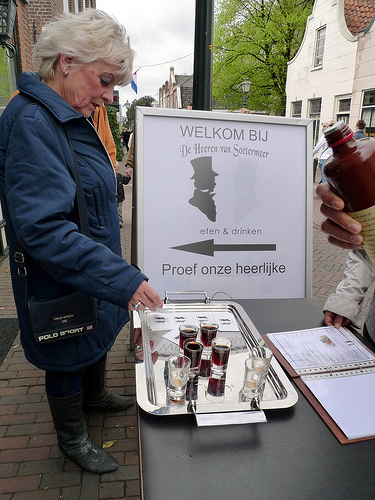 WELKOM BIJ
De Heeren van Soetermeer
eten & drinken
Proef onze heerlijke
POLO SPORT